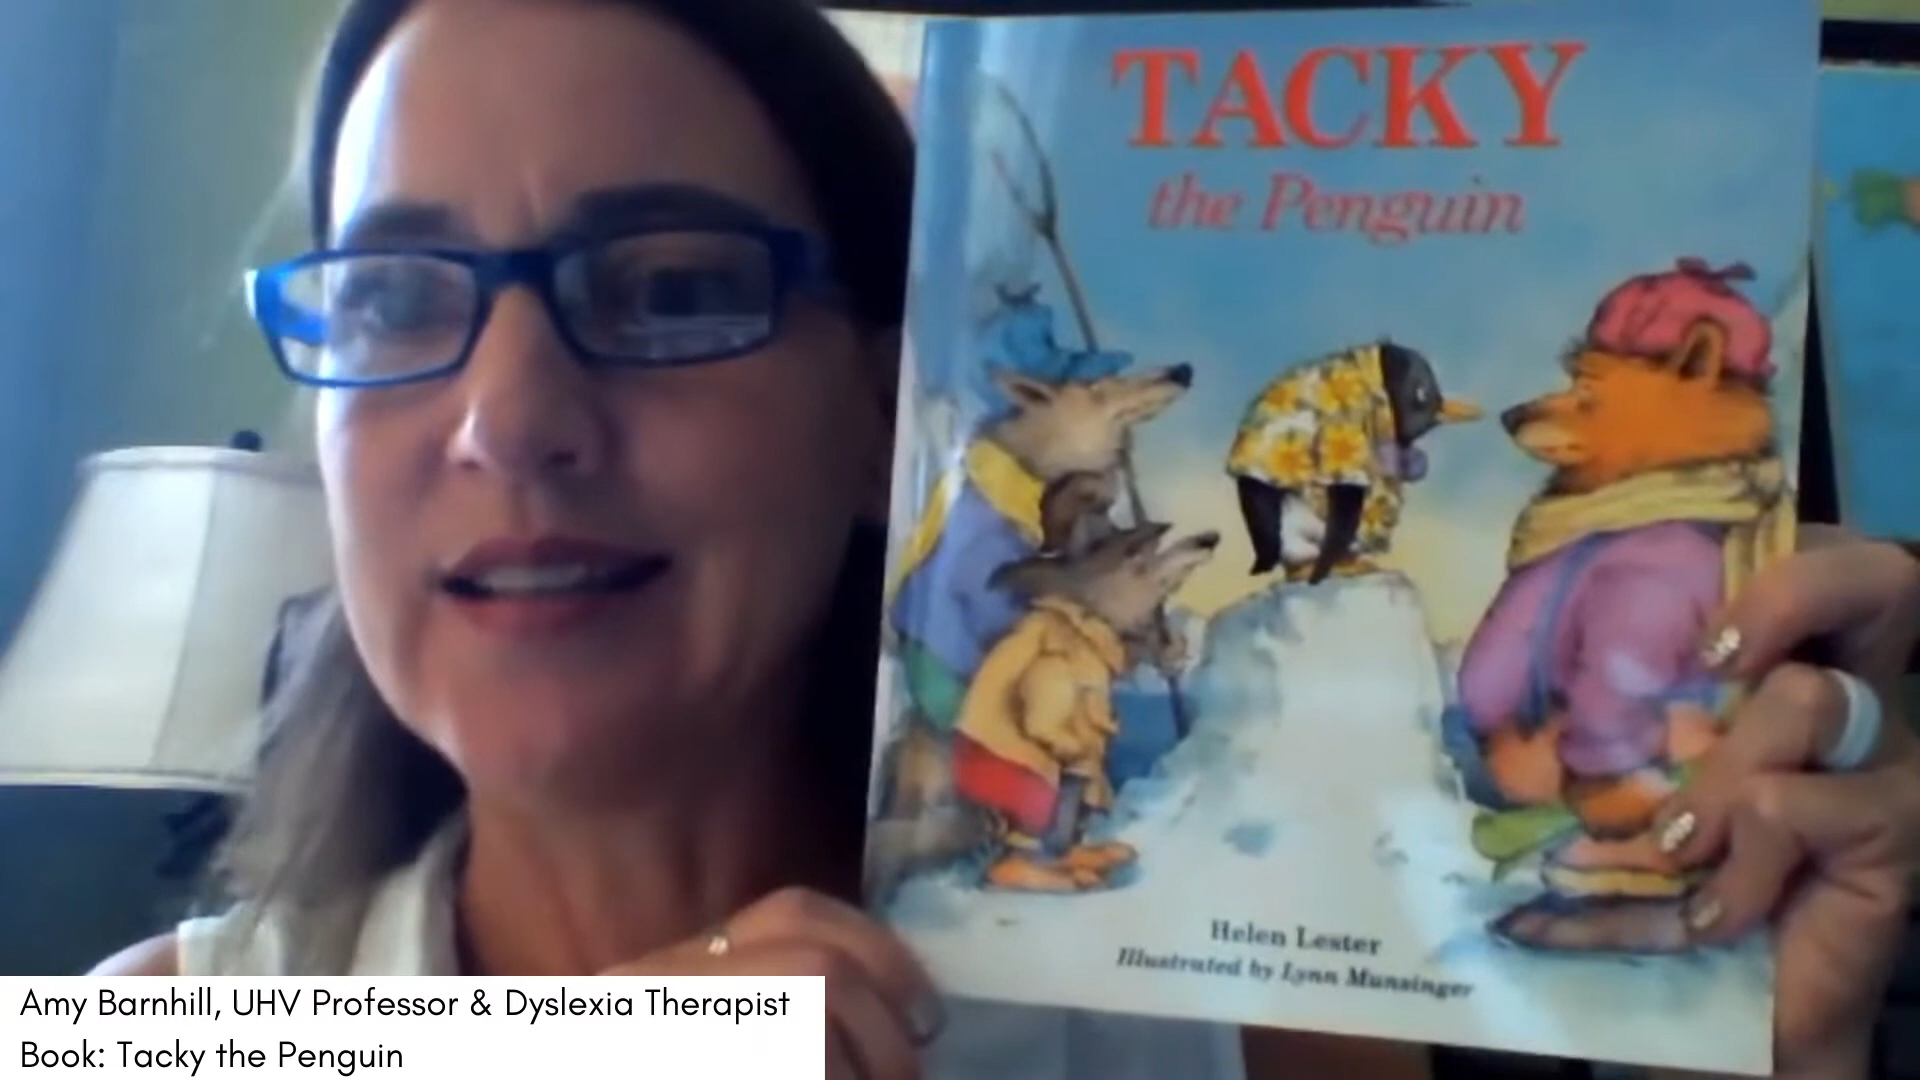 TACKY
the Penguin
Helen Lester
Illustrated by Lynn Munsinger
Amy Barnhill, UHV Professor & Dyslexia Therapist
Book: Tacky the Penguin